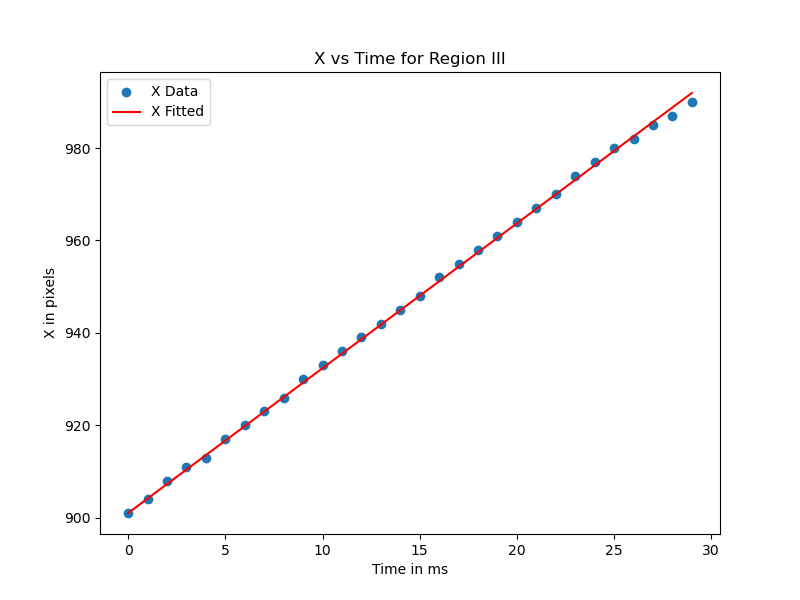 X vs Time for Region III
X Data
X Fitted
980
960
940
920
900
X in pixels
0 5 10 15 20 25 30
Time in ms